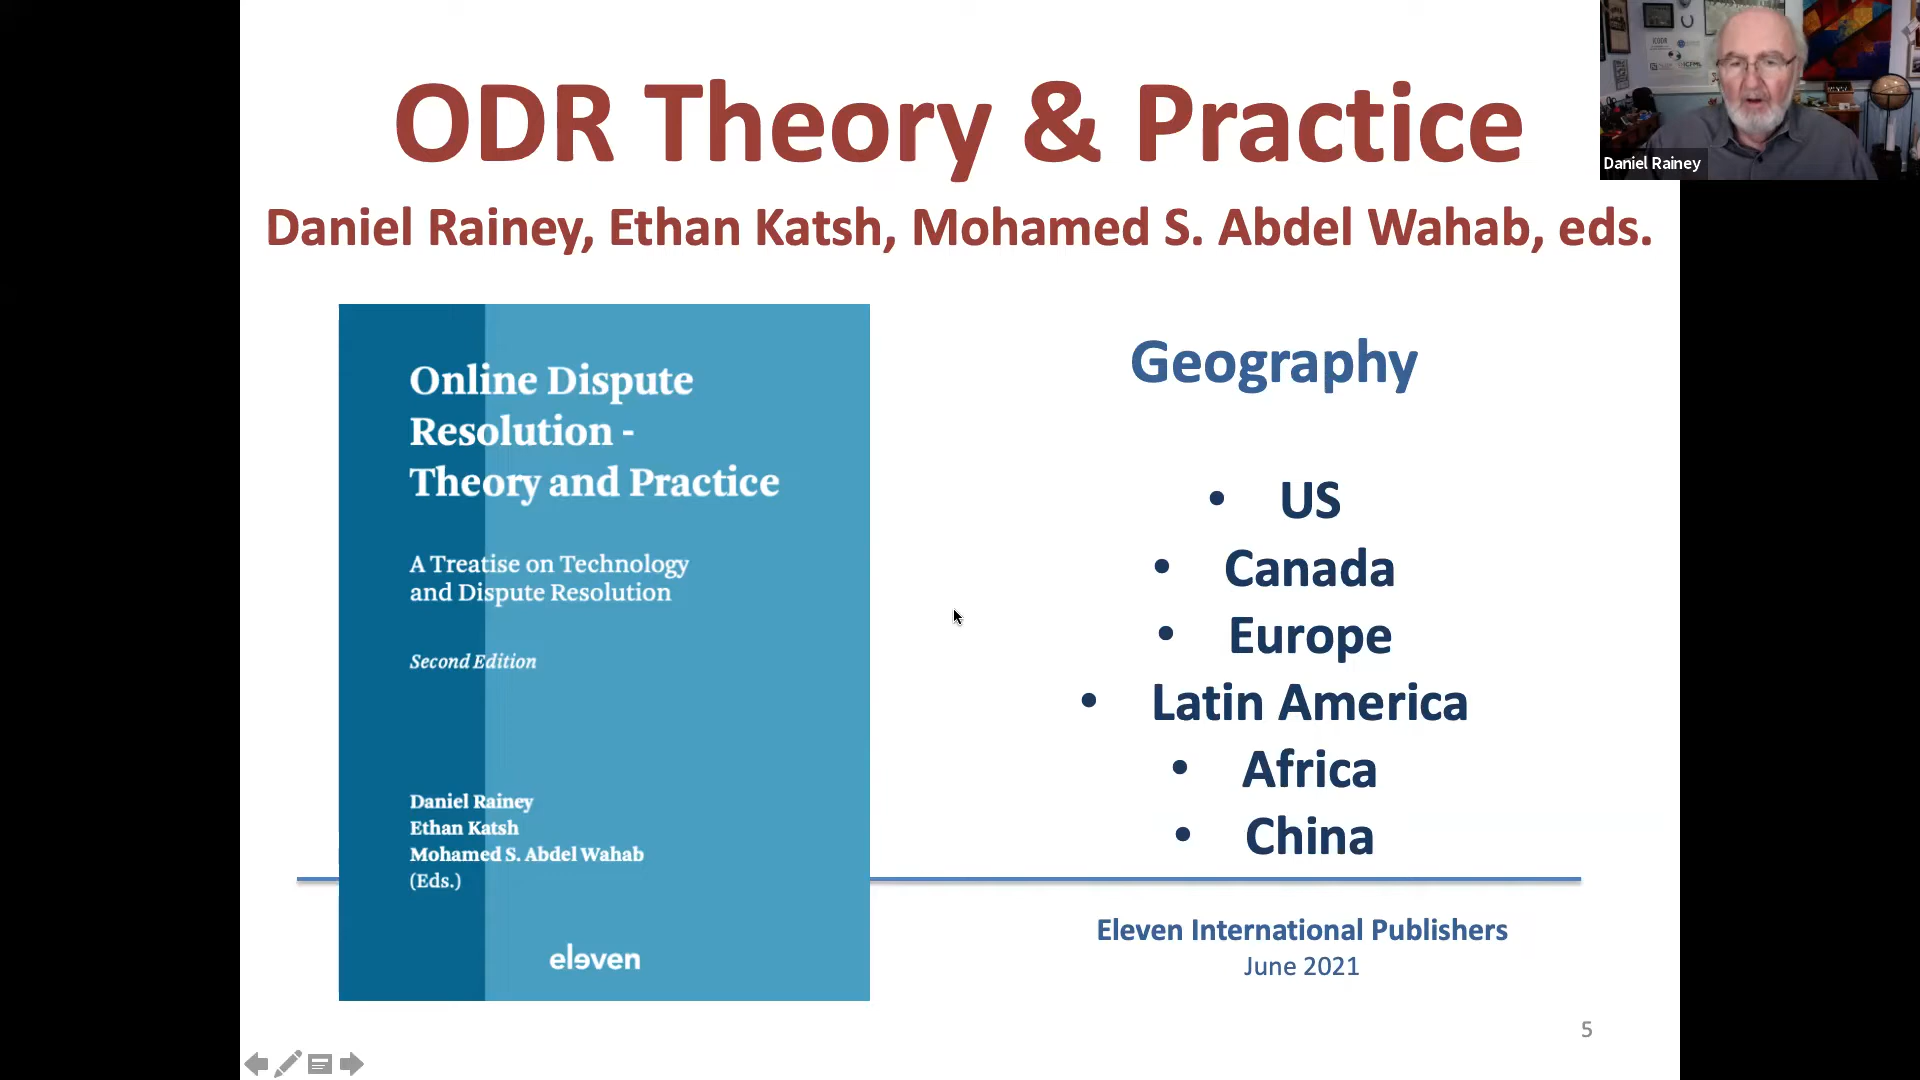 ODR Theory & Practice
Daniel Rainey, Ethan Katsh, Mohamed S. Abdel Wahab, eds.
Daniel Rainey
Online Dispute
Resolution -
Theory and Practice
A Treatise on Technology
and Dispute Resolution
Second Edition
Daniel Rainey
Ethan Katsh
Mohamed S. Abdel Wahab
(Eds.)
eleven
Geography
• US
• Canada
• Europe
• Latin America
• Africa
• China
Eleven International Publishers
June 2021
5